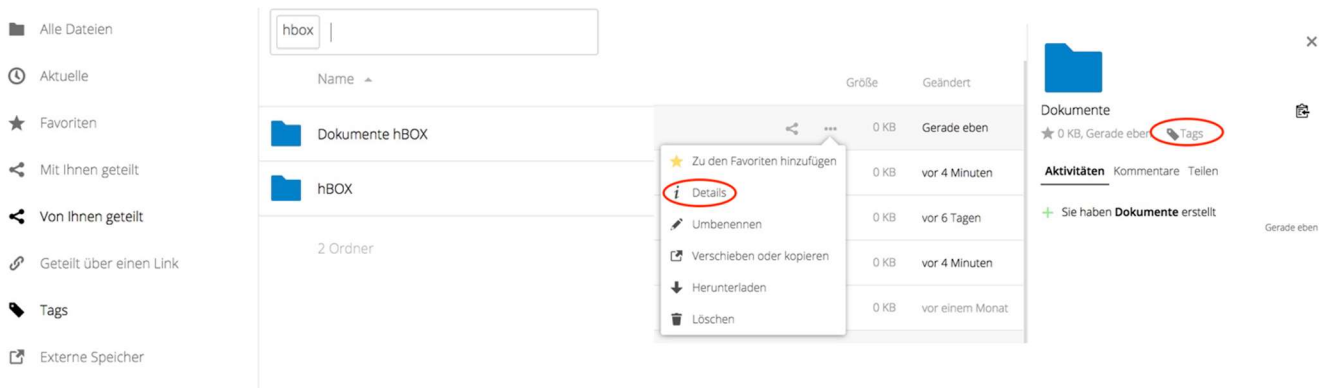 Alle Dateien
Aktuelle
Favoriten
Mit Ihnen geteilt
Von Ihnen geteilt
Geteilt über einen Link
Tags
Externe Speicher
hbox
Name
Dokumente hBOX
hBOX
2 Ordner
Größe Geändert
0 KB Gerade eben
0 KB vor 4 Minuten
0 KB vor 6 Tagen
0 KB vor 4 Minuten
0 KB vor einem Monat
Zu den Favoriten hinzufügen
Details
Umbenennen
Verschieben oder kopieren
Herunterladen
Löschen
Dokumente
0 KB, Gerade eben Tags
Aktivitäten Kommentare Teilen
Sie haben Dokumente erstellt
Gerade eben